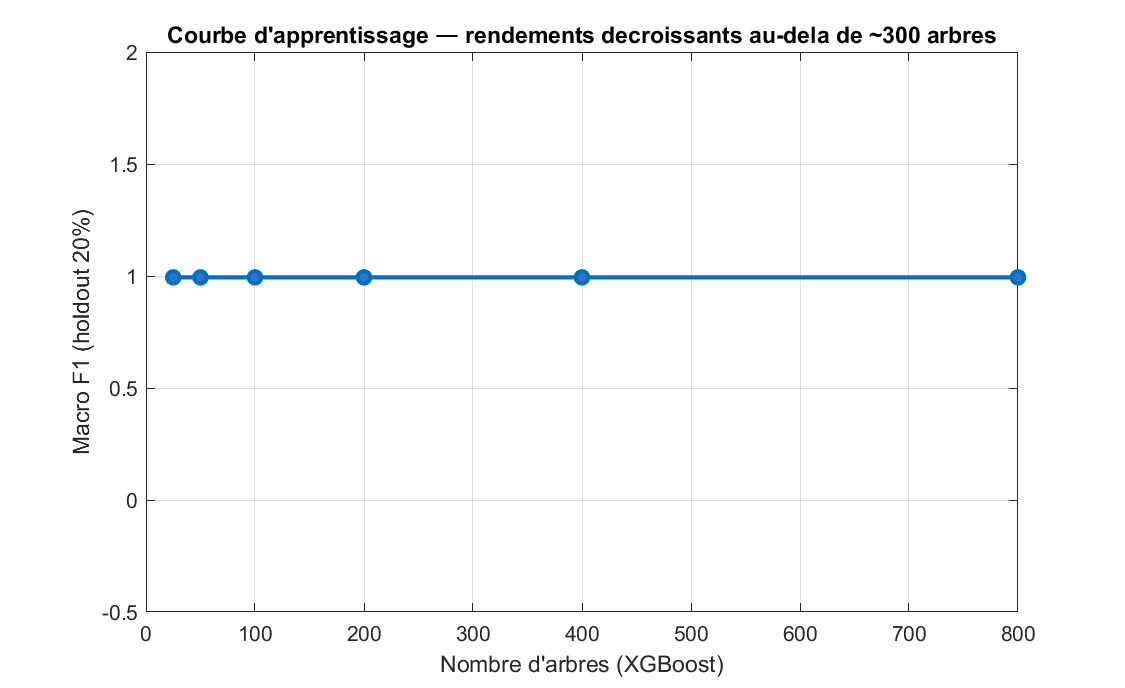 Courbe d'apprentissage — rendements decroissants au-dela de ~300 arbres
2
1.5
1
0.5
0
-0.5
Macro F1 (holdout 20%)
0 100 200 300 400 500 600 700 800
Nombre d'arbres (XGBoost)